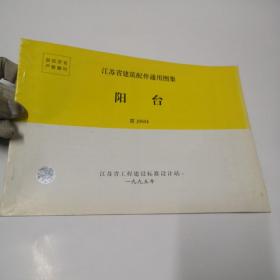 江苏省建筑配件通用图集
阳 台
江苏省工程建设标准设计站
一九九五年